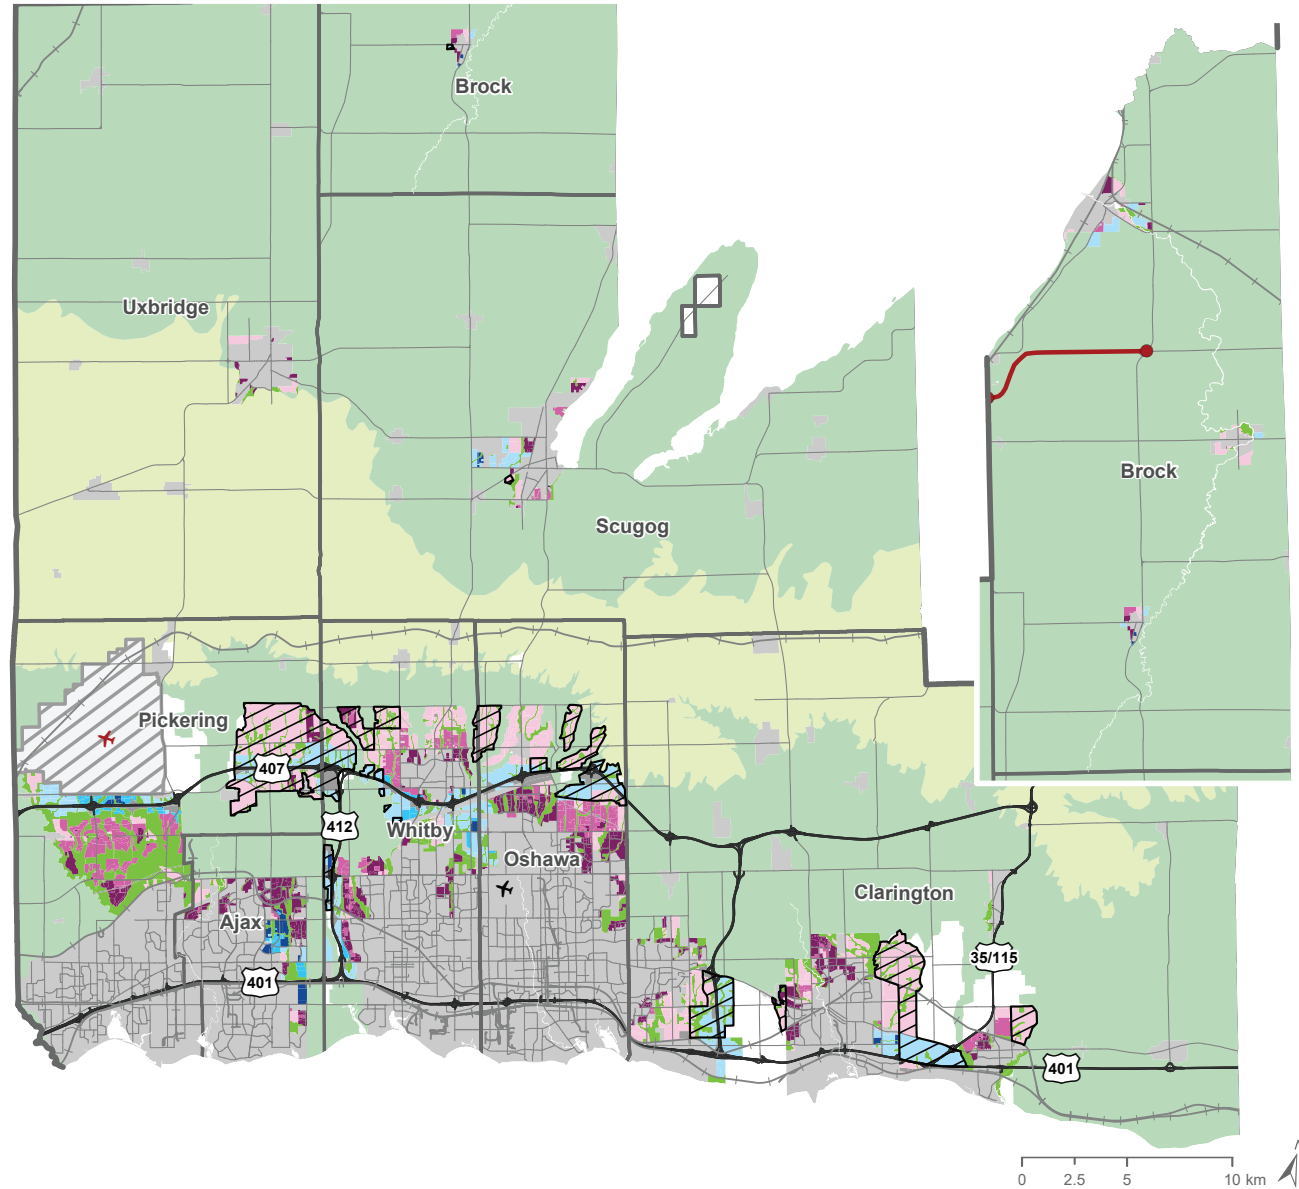 Brock
Uxbridge
Brock
Scugog
Pickering
407
412
Whitby
Oshawa
Clarington
Ajax
35/115
401
401
0 2.5 5 10 km